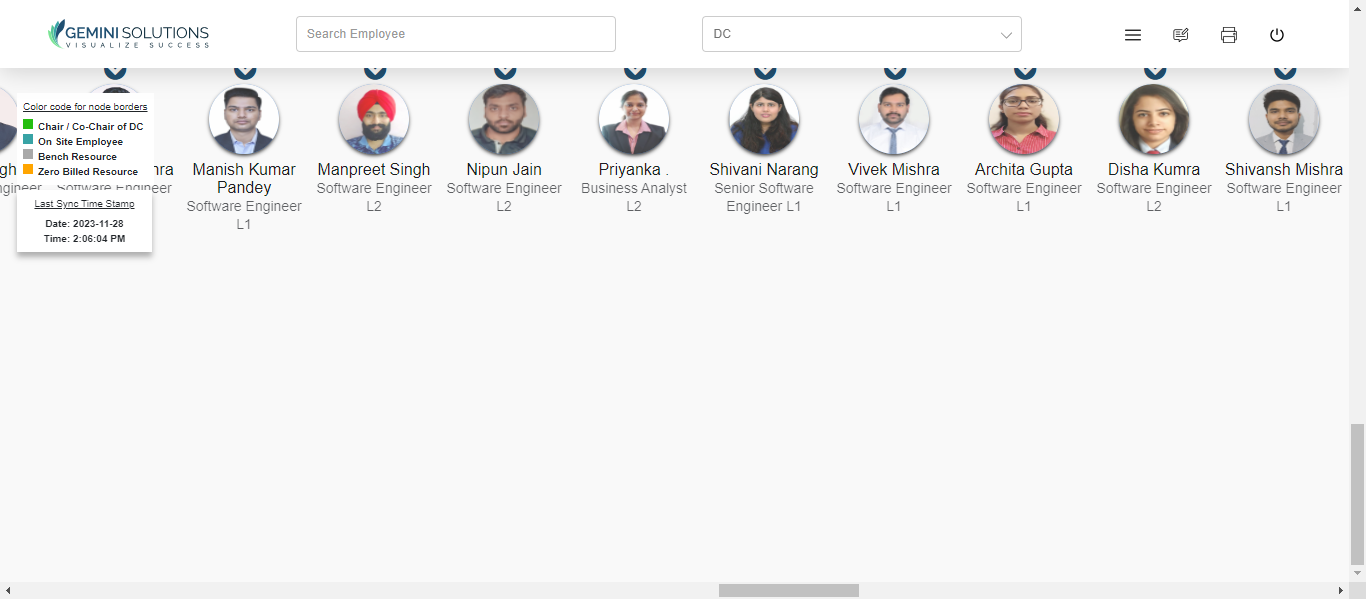 GEMINI SOLUTIONS
VISUALIZE SUCCESS
Search Employee
DC
Color code for node borders
Chair / Co-Chair of DC
On Site Employee
Bench Resource
Zero Billed Resource
Last Sync Time Stamp
Date: 2023-11-28
Time: 2:06:04 PM
Software Engineer
Manish Kumar
Pandey
Software Engineer
L1
Manpreet Singh
Software Engineer
L2
Nipun Jain
Software Engineer
L2
Priyanka .
Business Analyst
L2
Shivani Narang
Senior Software
Engineer L1
Vivek Mishra
Software Engineer
L1
Archita Gupta
Software Engineer
L1
Disha Kumra
Software Engineer
L2
Shivansh Mishra
Software Engineer
L1